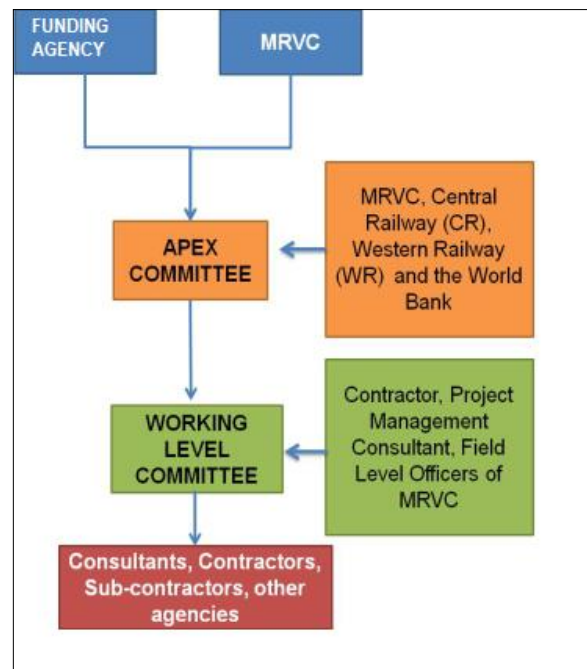 FUNDING
AGENCY
MRVC
APEX
COMMITTEE
MRVC, Central
Railway (CR),
Western Railway
(WR) and the World
Bank
WORKING
LEVEL
COMMITTEE
Contractor, Project
Management
Consultant, Field
Level Officers of
MRVC
Consultants, Contractors,
Sub-contractors, other
agencies